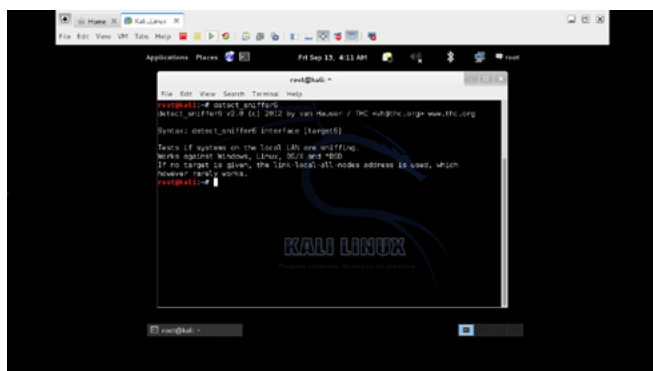 Home
Kali_Linux
File Edit View VM Tabs Help
Applications Places
Fri Sep 13, 4:11 AM
root
root@kali: ~
File Edit View Search Terminal Help
root@kali:~# detect_sniffer6
detect_sniffer6 v2.0 (c) 2012 by van Hauser / THC <vh@thc.org> www.thc.org
Syntax: detect_sniffer6 interface [target6]
Tests if systems on the local LAN are sniffing.
Works against Windows, Linux, OS/X and *BSD
If no target is given, the link-local-all-nodes address is used, which
however rarely works.
root@kali:~#
KALI LINUX
root@kali: ~